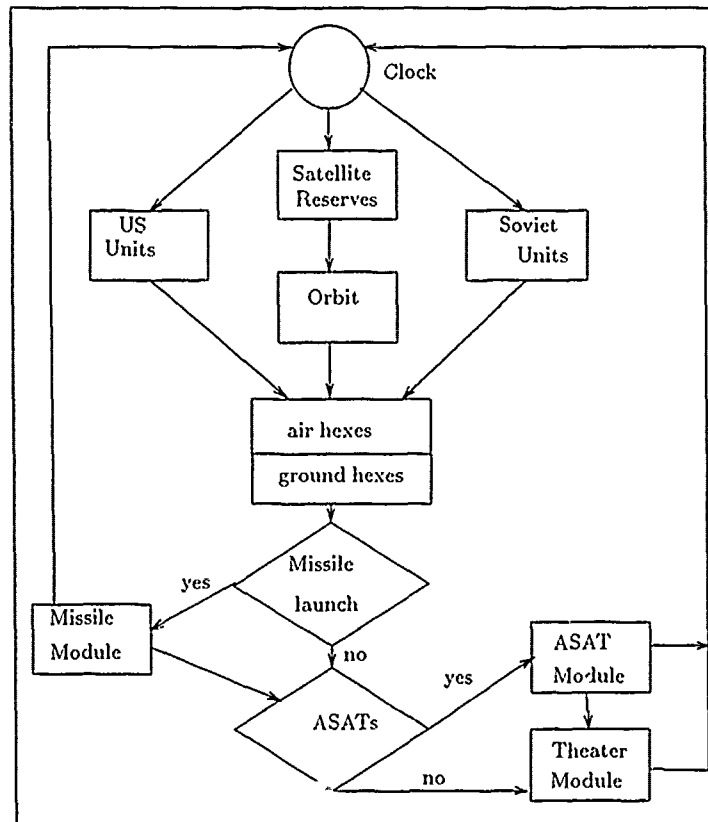 Clock
Satellite
Reserves
US
Units
Soviet
Units
Orbit
air hexes
ground hexes
Missile
launch
yes
Missile
Module
no
ASATs
yes
ASAT
Module
no
Theater
Module